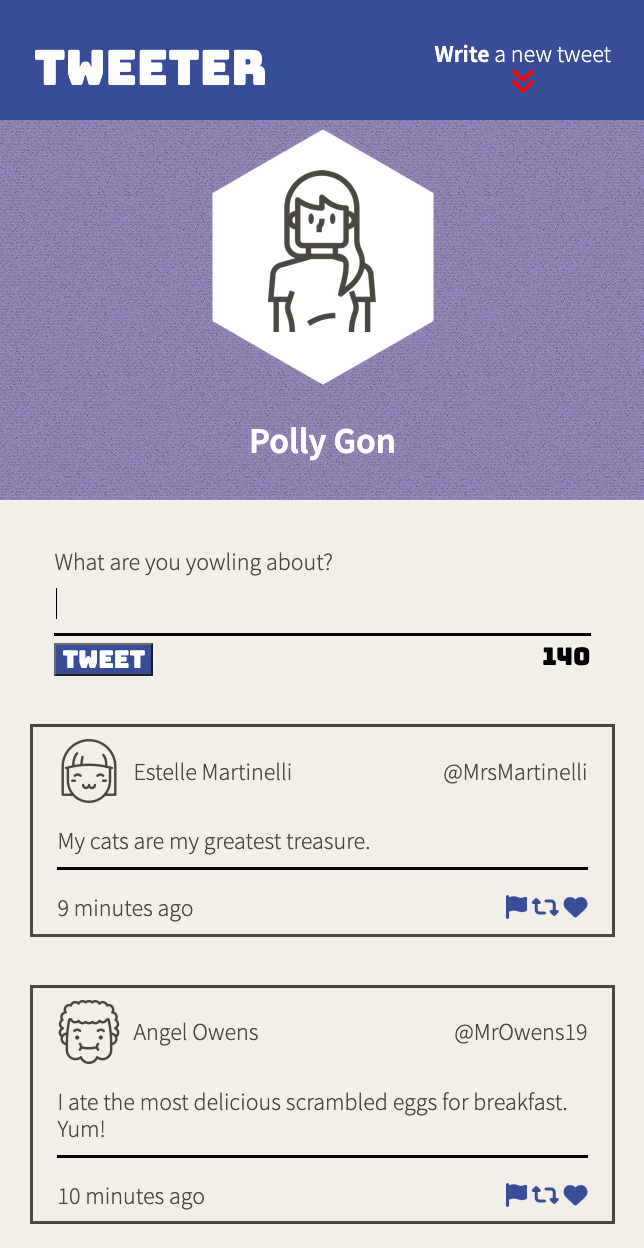 TWEETER
Write a new tweet
Polly Gon
What are you yowling about?
TWEET
140
Estelle Martinelli
@MrsMartinelli
My cats are my greatest treasure.
9 minutes ago
Angel Owens
@MrOwens19
I ate the most delicious scrambled eggs for breakfast.
Yum!
10 minutes ago